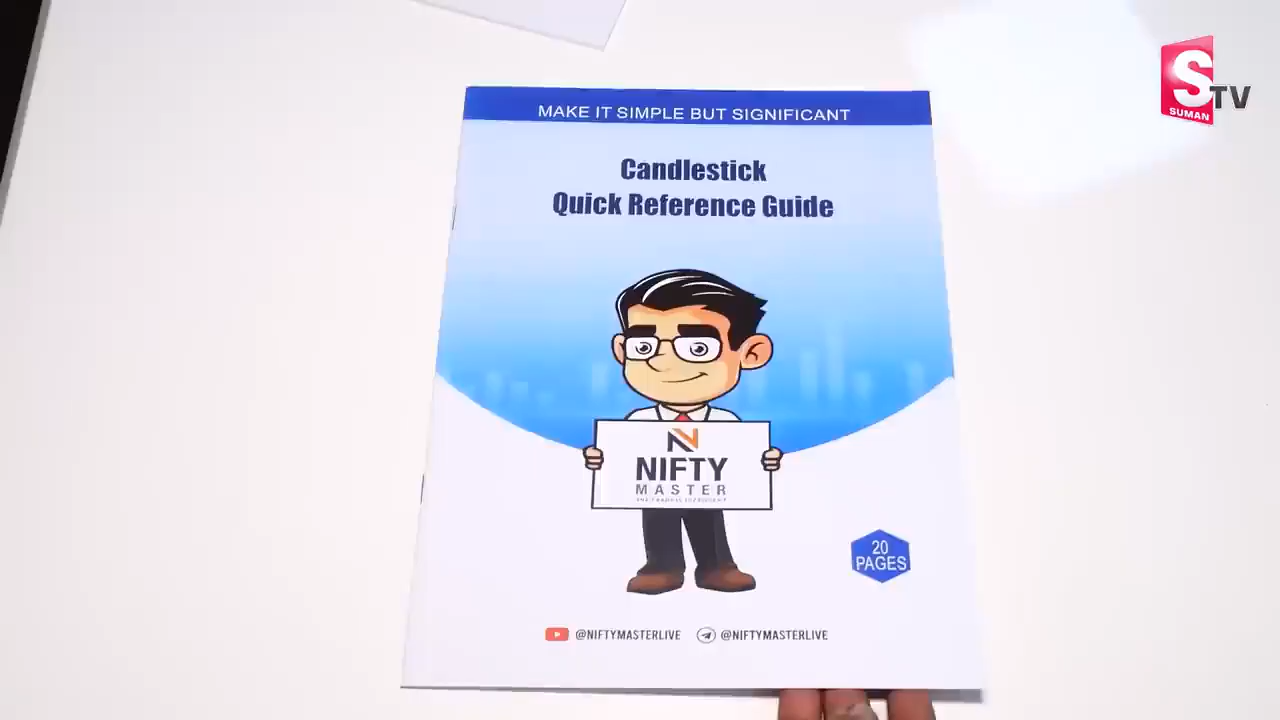 S
TV
SUMAN
MAKE IT SIMPLE BUT SIGNIFICANT
Candlestick
Quick Reference Guide
NIFTY
MASTER
20
PAGES
@NIFTYMASTERLIVE @NIFTYMASTERLIVE